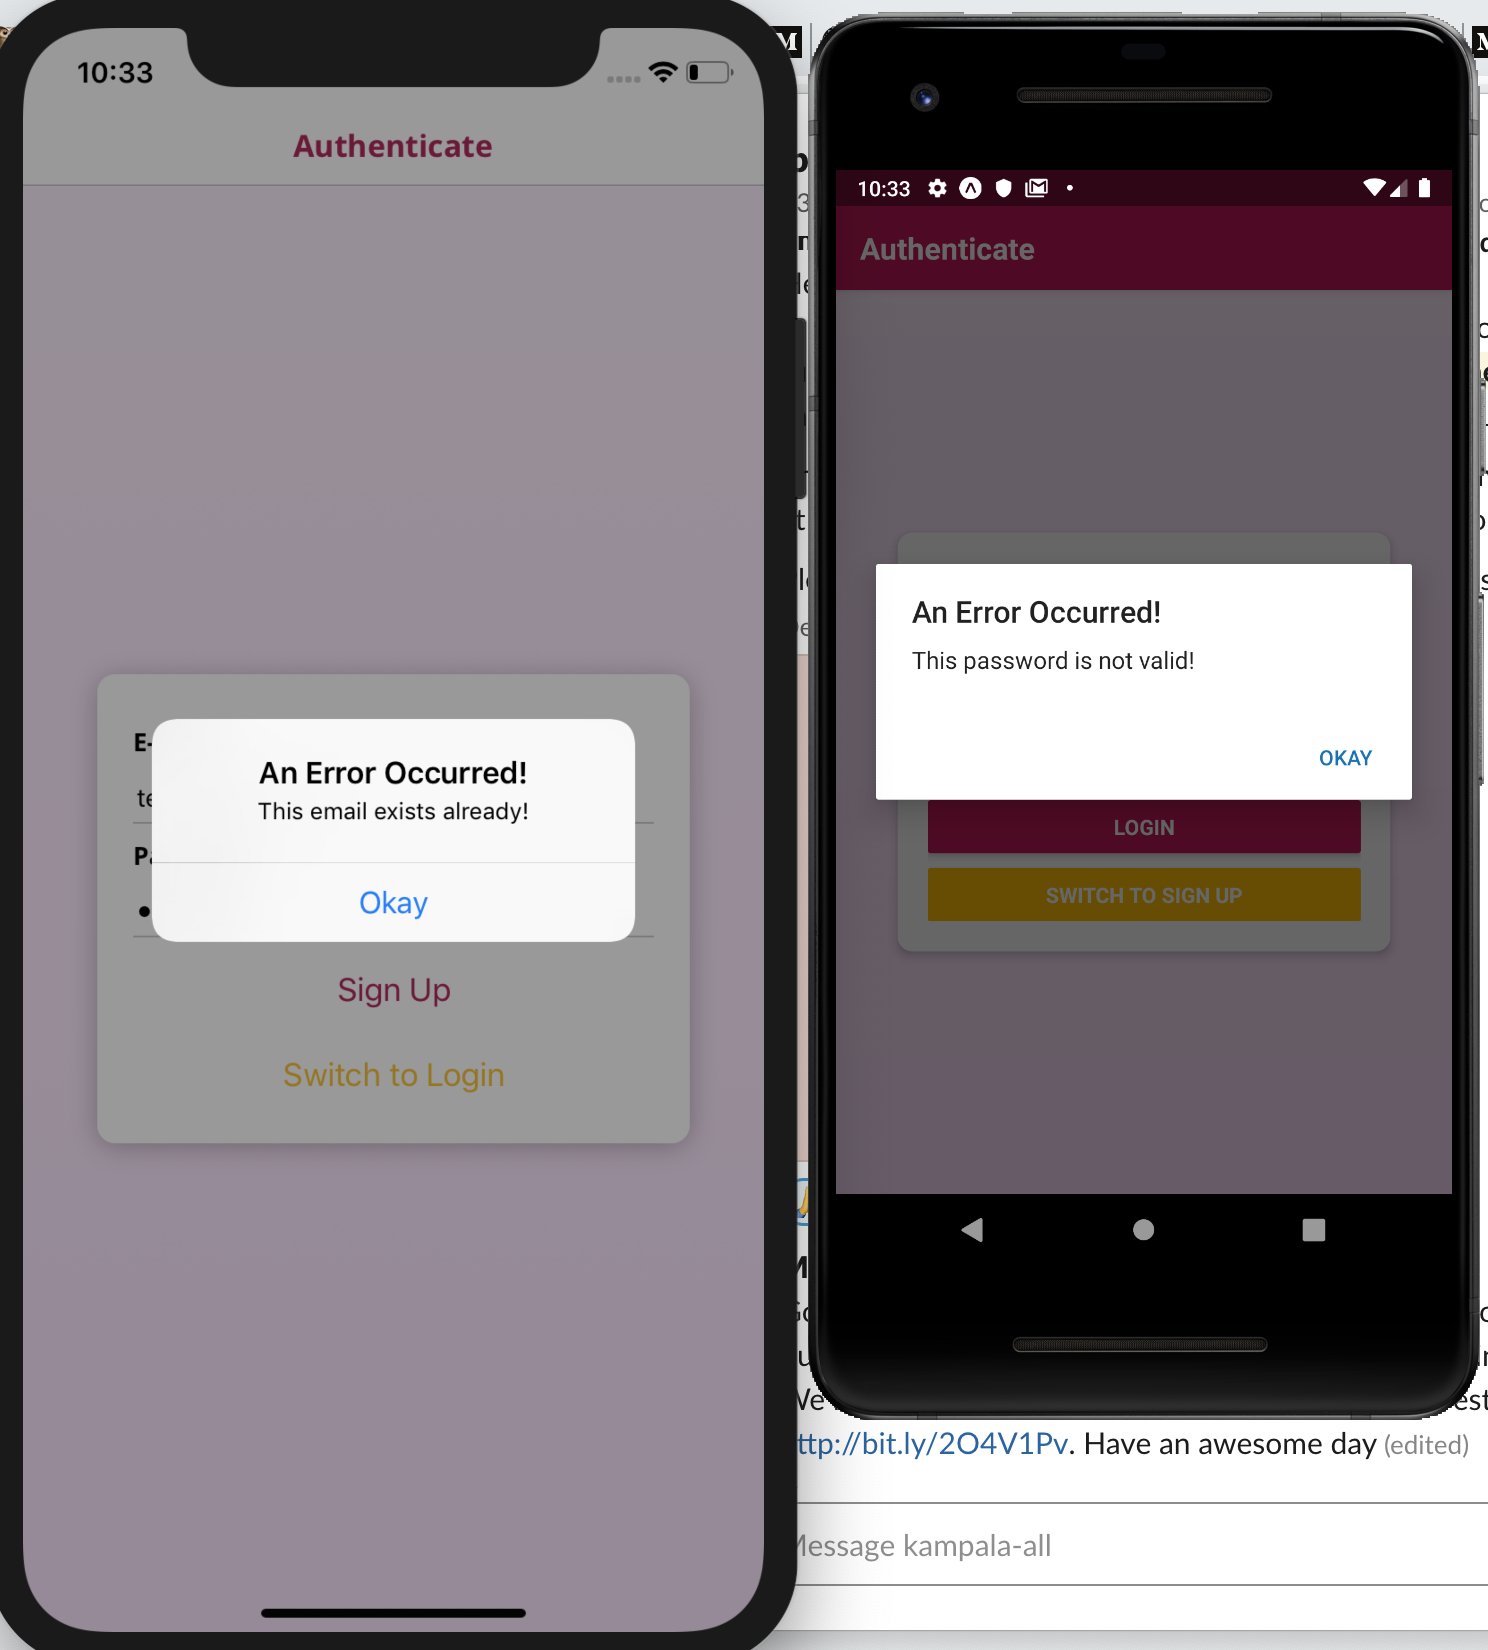 10:33
Authenticate
An Error Occurred!
This email exists already!
Okay
Sign Up
Switch to Login
10:33
Authenticate
An Error Occurred!
This password is not valid!
OKAY
LOGIN
SWITCH TO SIGN UP
ttp://bit.ly/2O4V1Pv. Have an awesome day (edited)
Message kampala-all